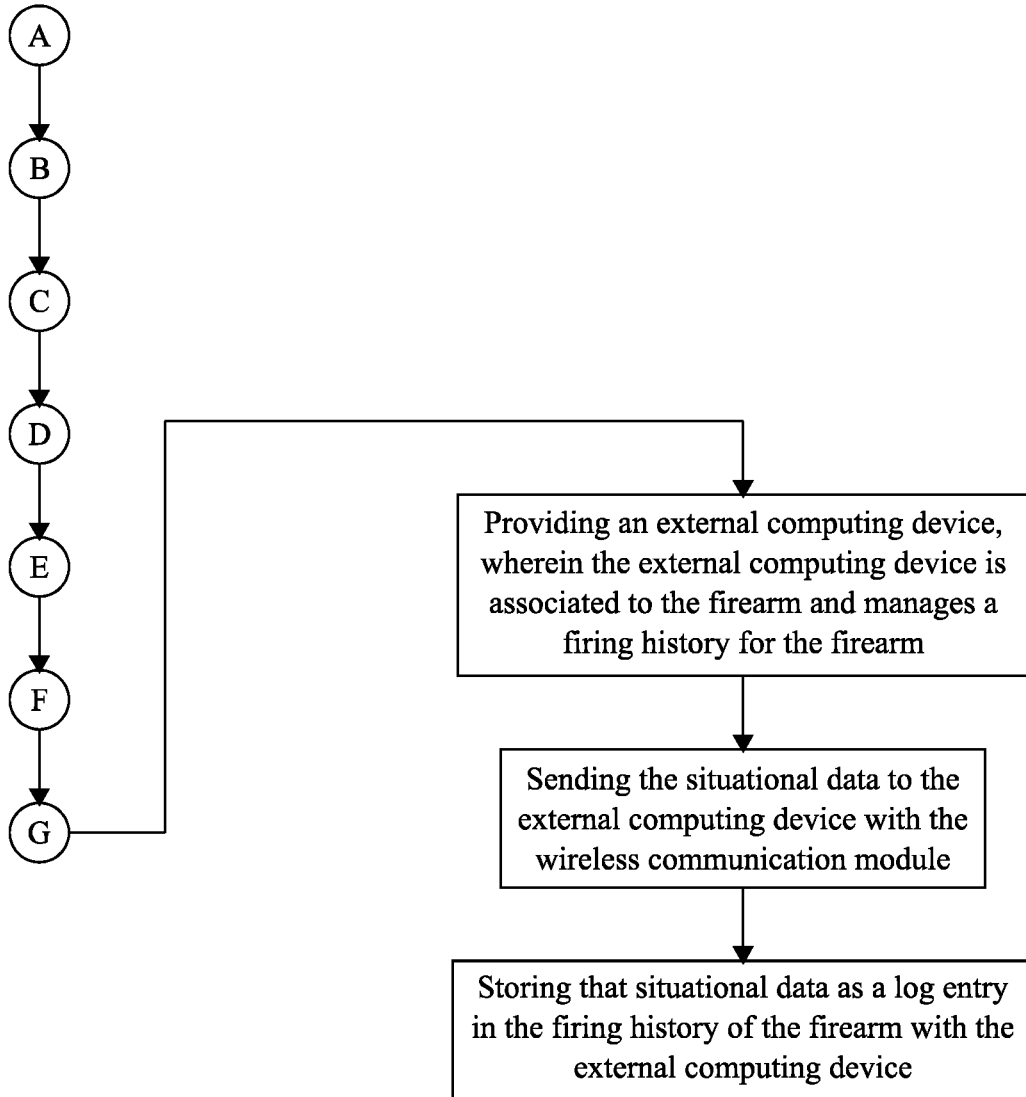 A
B
C
D
E
F
G
Providing an external computing device,
wherein the external computing device is
associated to the firearm and manages a
firing history for the firearm
Sending the situational data to the
external computing device with the
wireless communication module
Storing that situational data as a log entry
in the firing history of the firearm with the
external computing device